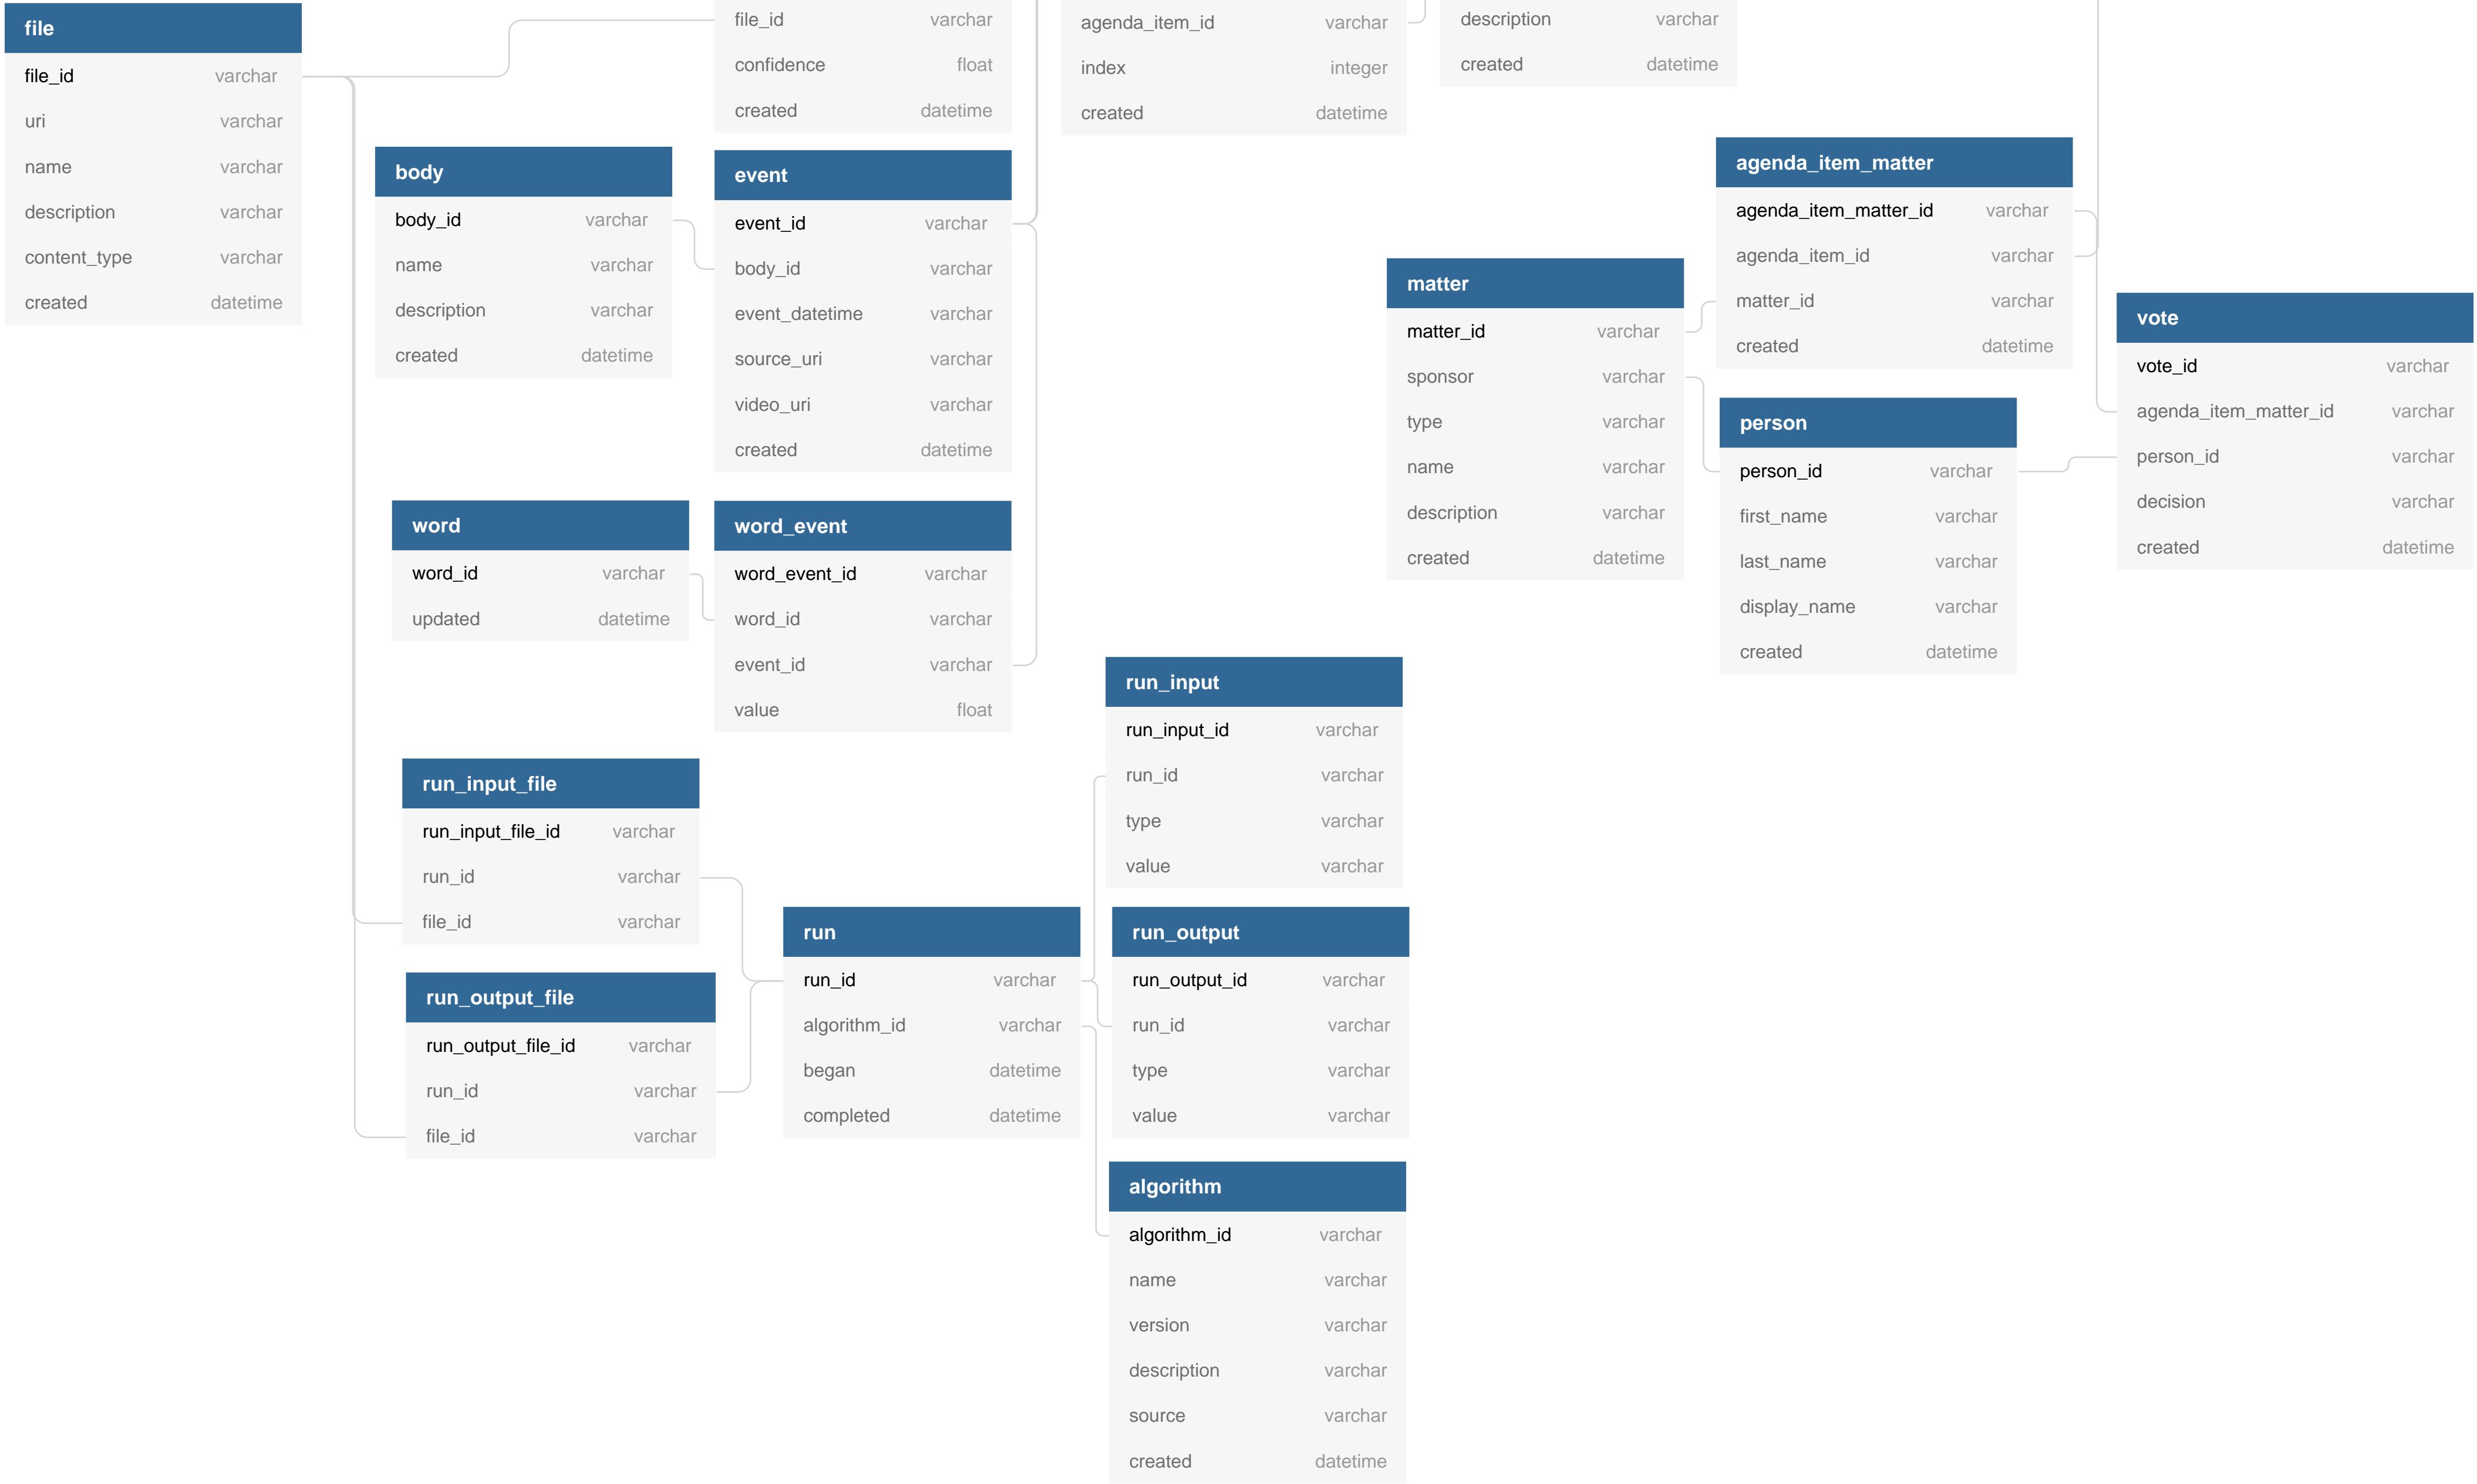 file
file_id varchar
uri varchar
name varchar
description varchar
content_type varchar
created datetime
file_id varchar
confidence float
created datetime
agenda_item_id varchar
index integer
created datetime
description varchar
created datetime
body
body_id varchar
name varchar
description varchar
created datetime
event
event_id varchar
body_id varchar
event_datetime varchar
source_uri varchar
video_uri varchar
created datetime
agenda_item_matter
agenda_item_matter_id varchar
agenda_item_id varchar
matter_id varchar
created datetime
matter
matter_id varchar
sponsor varchar
type varchar
name varchar
description varchar
created datetime
vote
vote_id varchar
agenda_item_matter_id varchar
person_id varchar
decision varchar
created datetime
person
person_id varchar
first_name varchar
last_name varchar
display_name varchar
created datetime
word
word_id varchar
updated datetime
word_event
word_event_id varchar
word_id varchar
event_id varchar
value float
run_input
run_input_id varchar
run_id varchar
type varchar
value varchar
run_input_file
run_input_file_id varchar
run_id varchar
file_id varchar
run
run_id varchar
algorithm_id varchar
began datetime
completed datetime
run_output
run_output_id varchar
run_id varchar
type varchar
value varchar
run_output_file
run_output_file_id varchar
run_id varchar
file_id varchar
algorithm
algorithm_id varchar
name varchar
version varchar
description varchar
source varchar
created datetime